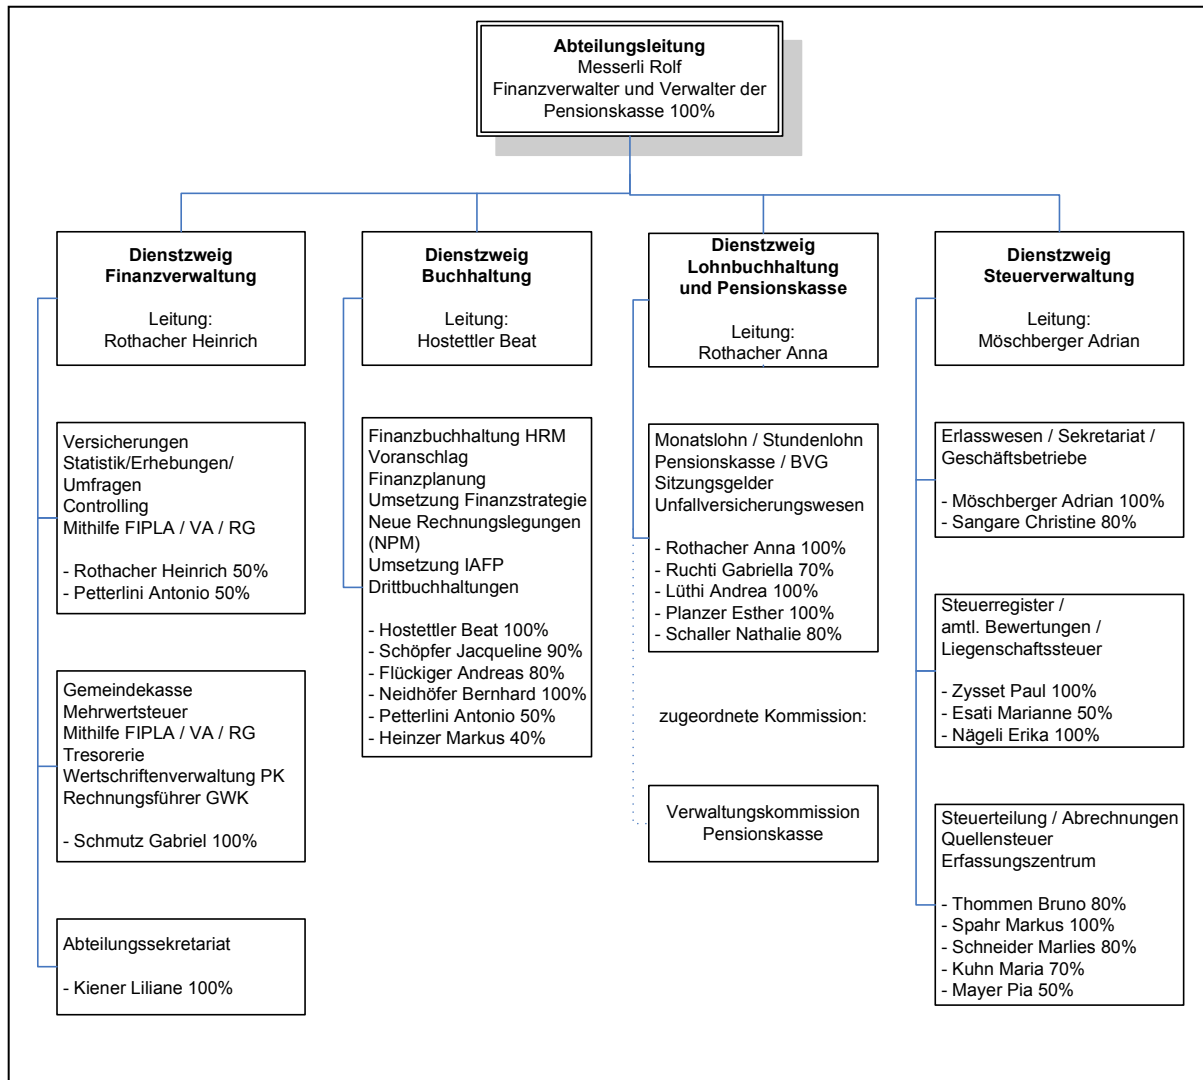 Abteilungsleitung
Messerli Rolf
Finanzverwalter und Verwalter der
Pensionskasse 100%
Dienstzweig
Finanzverwaltung
Leitung:
Rothacher Heinrich
Versicherungen
Statistik/Erhebungen/
Umfragen
Controlling
Mithilfe FIPLA / VA / RG
- Rothacher Heinrich 50%
- Petterlini Antonio 50%
Gemeindekasse
Mehrwertsteuer
Mithilfe FIPLA / VA / RG
Tresorerie
Wertschriftenverwaltung PK
Rechnungsführer GWK
- Schmutz Gabriel 100%
Abteilungssekretariat
- Kiener Liliane 100%
Dienstzweig
Buchhaltung
Leitung:
Hostettler Beat
Finanzbuchhaltung HRM
Voranschlag
Finanzplanung
Umsetzung Finanzstrategie
Neue Rechnungslegungen
(NPM)
Umsetzung IAFP
Drittbuchhaltungen
- Hostettler Beat 100%
- Schöpfer Jacqueline 90%
- Flückiger Andreas 80%
- Neidhöfer Bernhard 100%
- Petterlini Antonio 50%
- Heinzer Markus 40%
Dienstzweig
Lohnbuchhaltung
und Pensionskasse
Leitung:
Rothacher Anna
Monatslohn / Stundenlohn
Pensionskasse / BVG
Sitzungsgelder
Unfallversicherungswesen
- Rothacher Anna 100%
- Ruchti Gabriella 70%
- Lüthi Andrea 100%
- Planzer Esther 100%
- Schaller Nathalie 80%
zugeordnete Kommission:
Verwaltungskommission
Pensionskasse
Dienstzweig
Steuerverwaltung
Leitung:
Möschberger Adrian
Erlasswesen / Sekretariat /
Geschäftsbetriebe
- Möschberger Adrian 100%
- Sangare Christine 80%
Steuerregister /
amtl. Bewertungen /
Liegenschaftssteuer
- Zysset Paul 100%
- Esati Marianne 50%
- Nägeli Erika 100%
Steuerteilung / Abrechnungen
Quellensteuer
Erfassungszentrum
- Thommen Bruno 80%
- Spahr Markus 100%
- Schneider Marlies 80%
- Kuhn Maria 70%
- Mayer Pia 50%